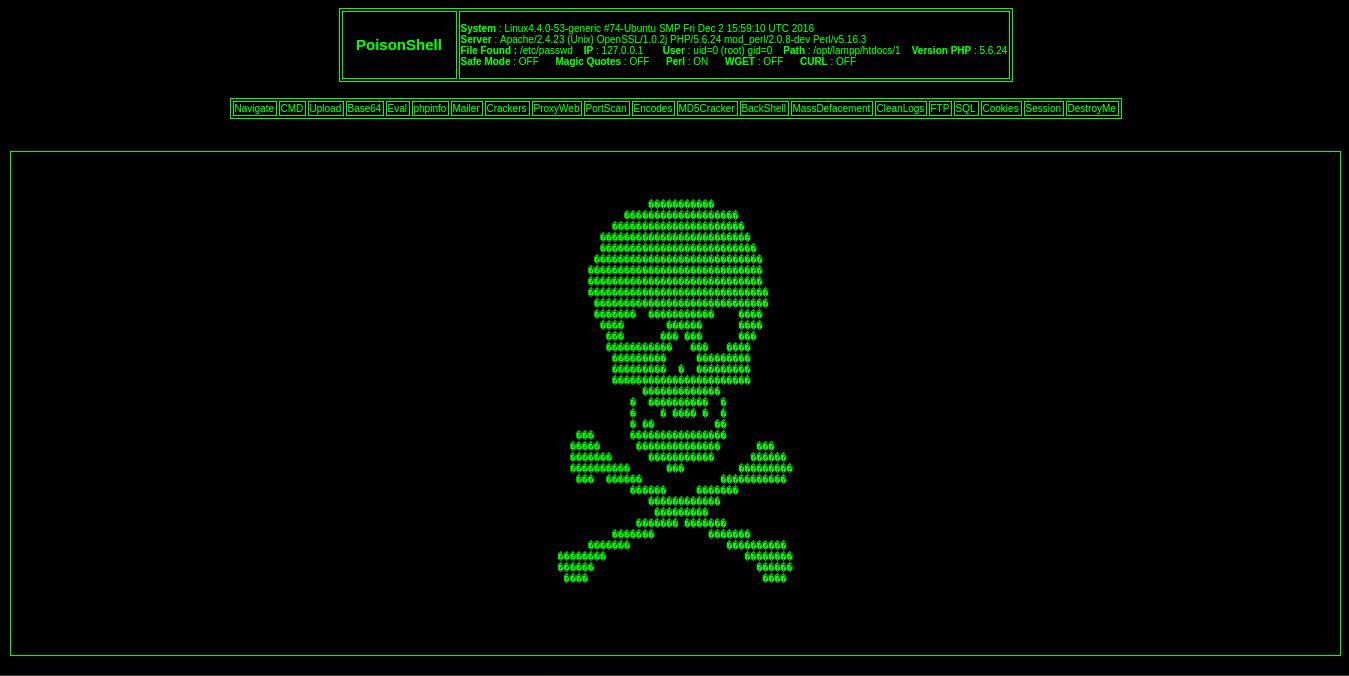 PoisonShell
System : Linux4.4.0-53-generic #74-Ubuntu SMP Fri Dec 2 15:59:10 UTC 2016
Server : Apache/2.4.23 (Unix) OpenSSL/1.0.2j PHP/5.6.24 mod_perl/2.0.8-dev Perl/v5.16.3
File Found : /etc/passwd IP : 127.0.0.1 User : uid=0 (root) gid=0 Path : /opt/lampp/htdocs/1 Version PHP : 5.6.24
Safe Mode : OFF Magic Quotes : OFF Perl : ON WGET : OFF CURL : OFF
Navigate CMD Upload Base64 Eval phpinfo Mailer Crackers ProxyWeb PortScan Encodes MD5Cracker BackShell MassDefacement CleanLogs FTP SQL Cookies Session DestroyMe